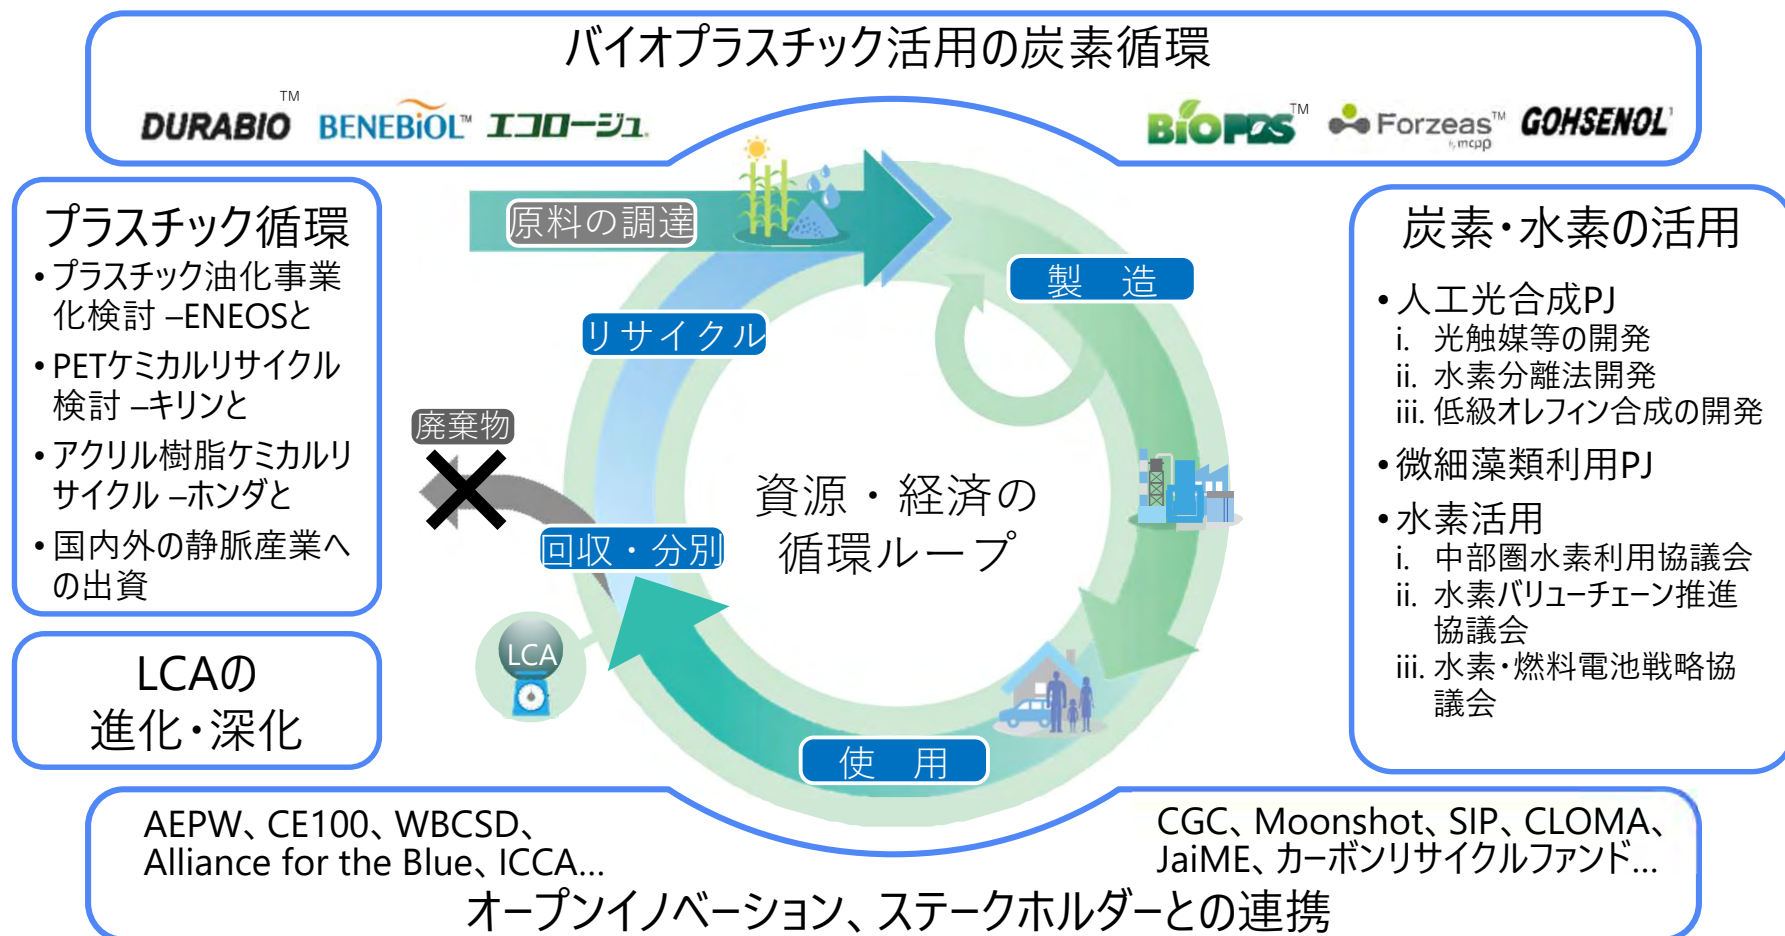 バイオプラスチック活用の炭素循環
DURABIO™ BENEBiOL™ エコロージュ
BioPBS™ Forzeas™ by mcpp GOHSENOL
プラスチック循環
• プラスチック油化事業
化検討 –ENEOSと
• PETケミカルリサイクル
検討 –キリンと
• アクリル樹脂ケミカルリ
サイクル –ホンダと
• 国内外の静脈産業へ
の出資
LCAの
進化・深化
原料の調達
製 造
リサイクル
廃棄物
回収・分別
資源・経済の
循環ループ
LCA
使 用
炭素・水素の活用
• 人工光合成PJ
i. 光触媒等の開発
ii. 水素分離法開発
iii. 低級オレフィン合成の開発
• 微細藻類利用PJ
• 水素活用
i. 中部圏水素利用協議会
ii. 水素バリューチェーン推進
協議会
iii. 水素・燃料電池戦略協
議会
AEPW、CE100、WBCSD、
Alliance for the Blue、ICCA…
CGC、Moonshot、SIP、CLOMA、
JaiME、カーボンリサイクルファンド…
オープンイノベーション、ステークホルダーとの連携